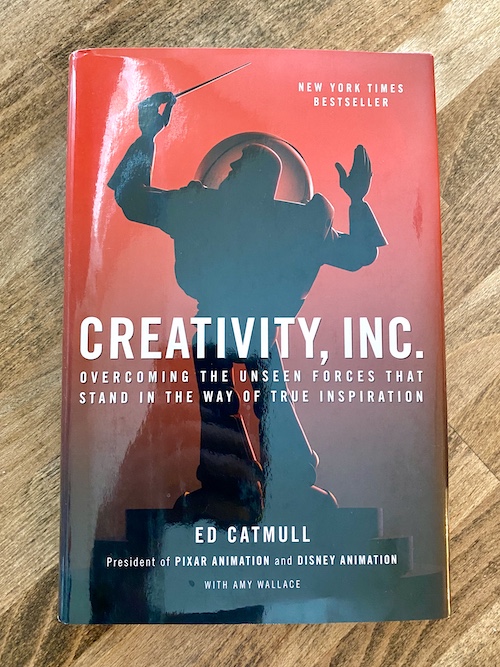 NEW YORK TIMES
BESTSELLER
CREATIVITY, INC.
OVERCOMING THE UNSEEN FORCES THAT
STAND IN THE WAY OF TRUE INSPIRATION
ED CATMULL
President of PIXAR ANIMATION and DISNEY ANIMATION
WITH AMY WALLACE